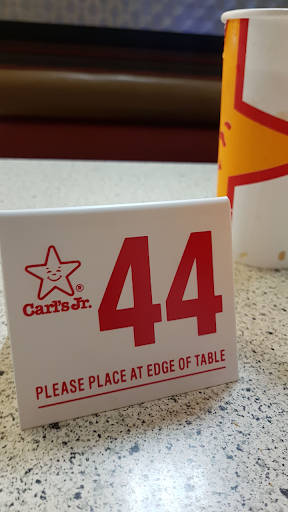 44
®
Carl's Jr.
PLEASE PLACE AT EDGE OF TABLE